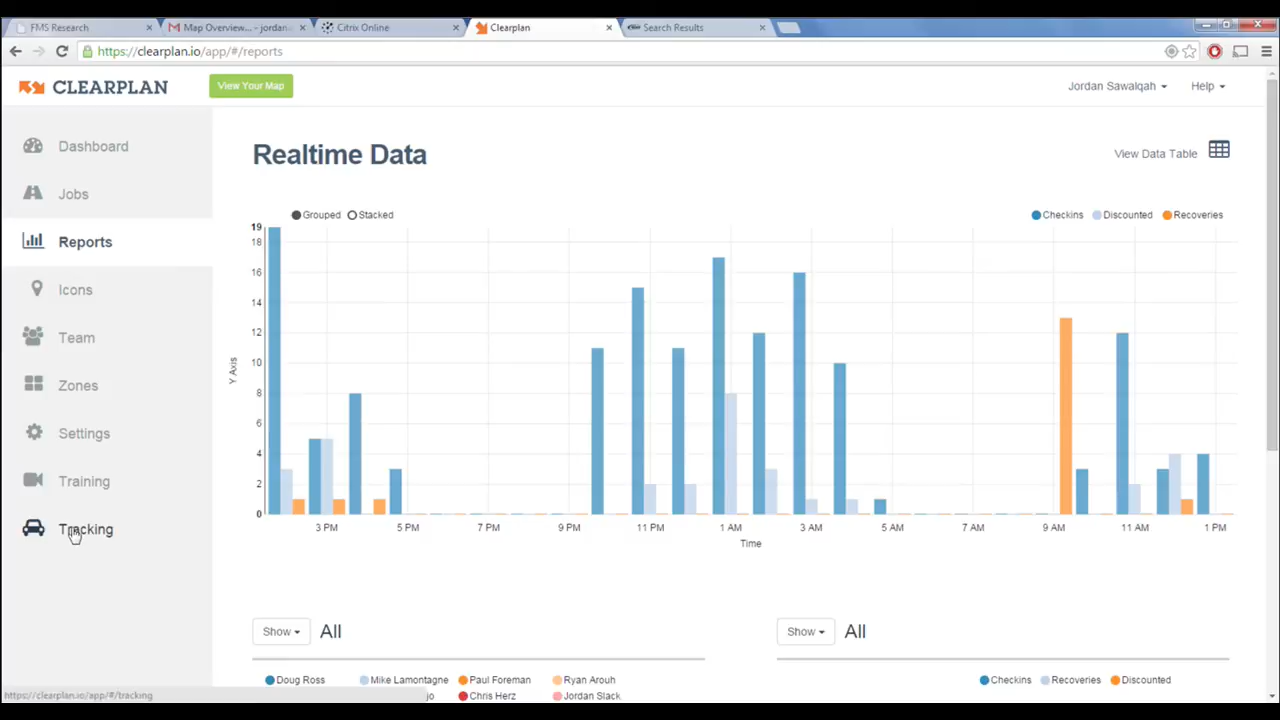 FMS Research
Map Overview... - jordan
Citrix Online
Clearplan
Search Results
https://clearplan.io/app/#/reports
CLEARPLAN
View Your Map
Jordan Sawalqah
Help
Dashboard
Jobs
Reports
Icons
Team
Zones
Settings
Training
Tracking
Realtime Data
View Data Table
Grouped Stacked
Checkins Discounted Recoveries
19
18
16
14
12
10
8
6
4
2
0
Y Axis
3 PM 5 PM 7 PM 9 PM 11 PM 1 AM 3 AM 5 AM 7 AM 9 AM 11 AM 1 PM
Time
Show All
Show All
Doug Ross Mike Lamontagne Paul Foreman Ryan Arouh
jo Chris Herz Jordan Slack
Checkins Recoveries Discounted
https://clearplan.io/app/#/tracking